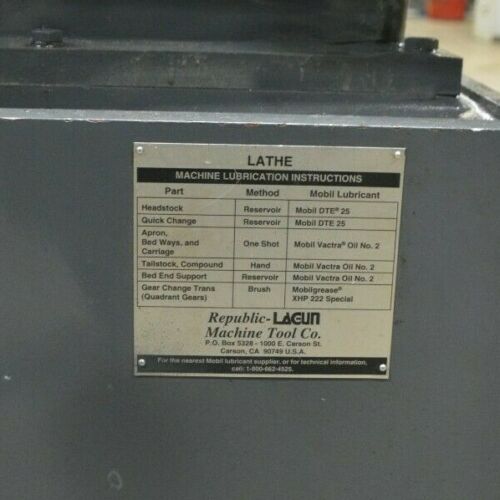 LATHE
MACHINE LUBRICATION INSTRUCTIONS
Part Method Mobil Lubricant
Headstock Reservoir Mobil DTE® 25
Quick Change Reservoir Mobil DTE 25
Apron,
Bed Ways, and One Shot Mobil Vactra® Oil No. 2
Carriage
Tailstock, Compound Hand Mobil Vactra Oil No. 2
Bed End Support Reservoir Mobil Vactra Oil No. 2
Gear Change Trans Brush Mobilgrease®
(Quadrant Gears) XHP 222 Special
Republic-LAGUN
Machine Tool Co.
P.O. Box 5328 - 1000 E. Carson St.
Carson, CA 90749 U.S.A.
For the nearest Mobil lubricant supplier, or for technical information,
call: 1-800-662-4525.